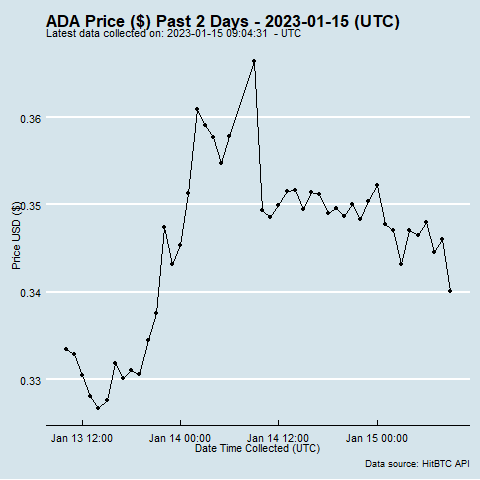 ADA Price ($) Past 2 Days - 2023-01-15 (UTC)
Latest data collected on: 2023-01-15 09:04:31  - UTC
0.36
0.35
0.34
0.33
Price USD ($)
Jan 13 12:00 Jan 14 00:00 Jan 14 12:00 Jan 15 00:00
Date Time Collected (UTC)
Data source: HitBTC API